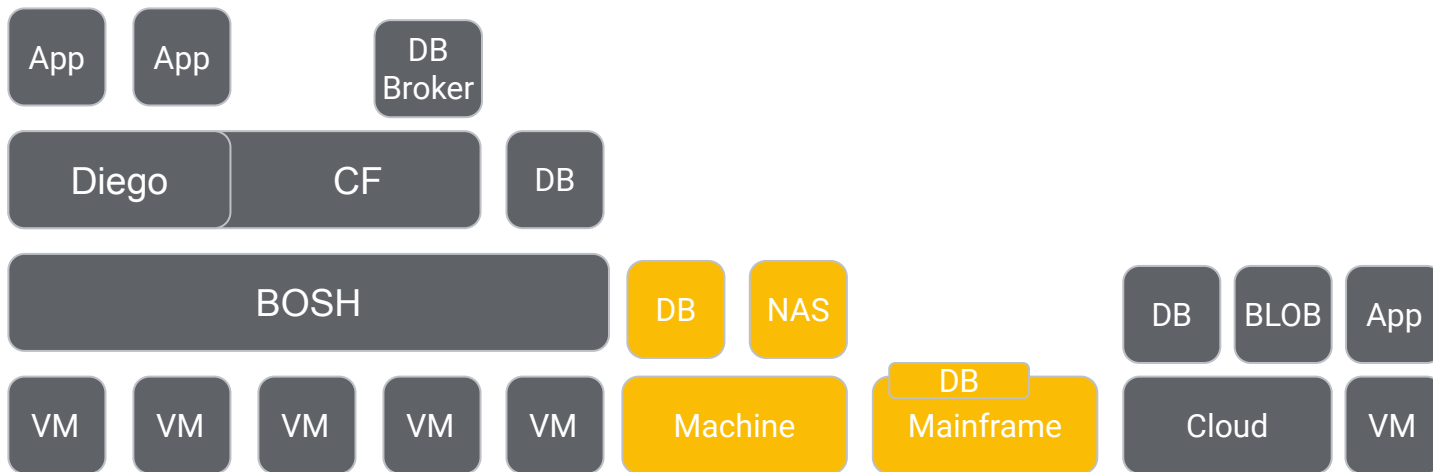 App
App
DB
Broker
Diego
CF
DB
BOSH
DB
NAS
DB
BLOB
App
VM
VM
VM
VM
VM
Machine
DB
Mainframe
Cloud
VM